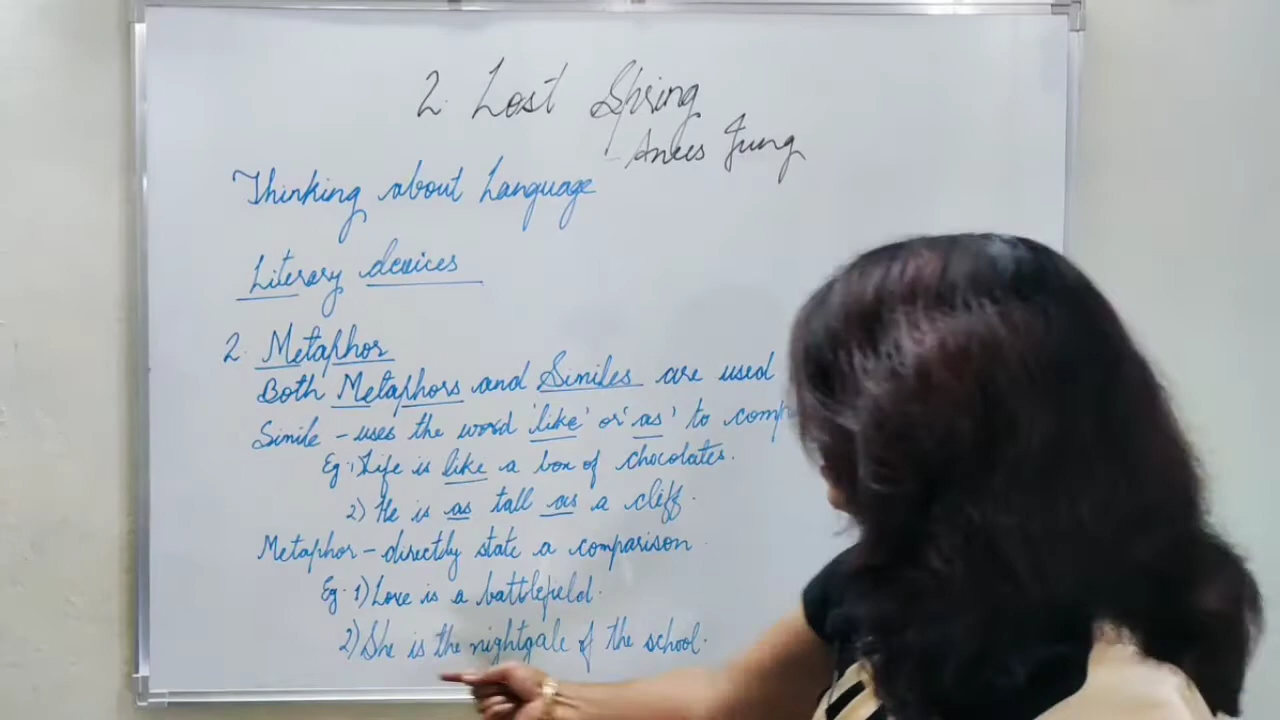 2. Lost Spring
- Anees Jung
Thinking about Language
Literary devices
2. Metaphor
Both Metaphors and Similes are used
Simile - uses the word 'like' or 'as' to comp
Eg. 1) Life is like a box of chocolates.
2) He is as tall as a cliff.
Metaphor - directly state a comparison
Eg. 1) Love is a battlefield.
2) She is the nightgale of the school.